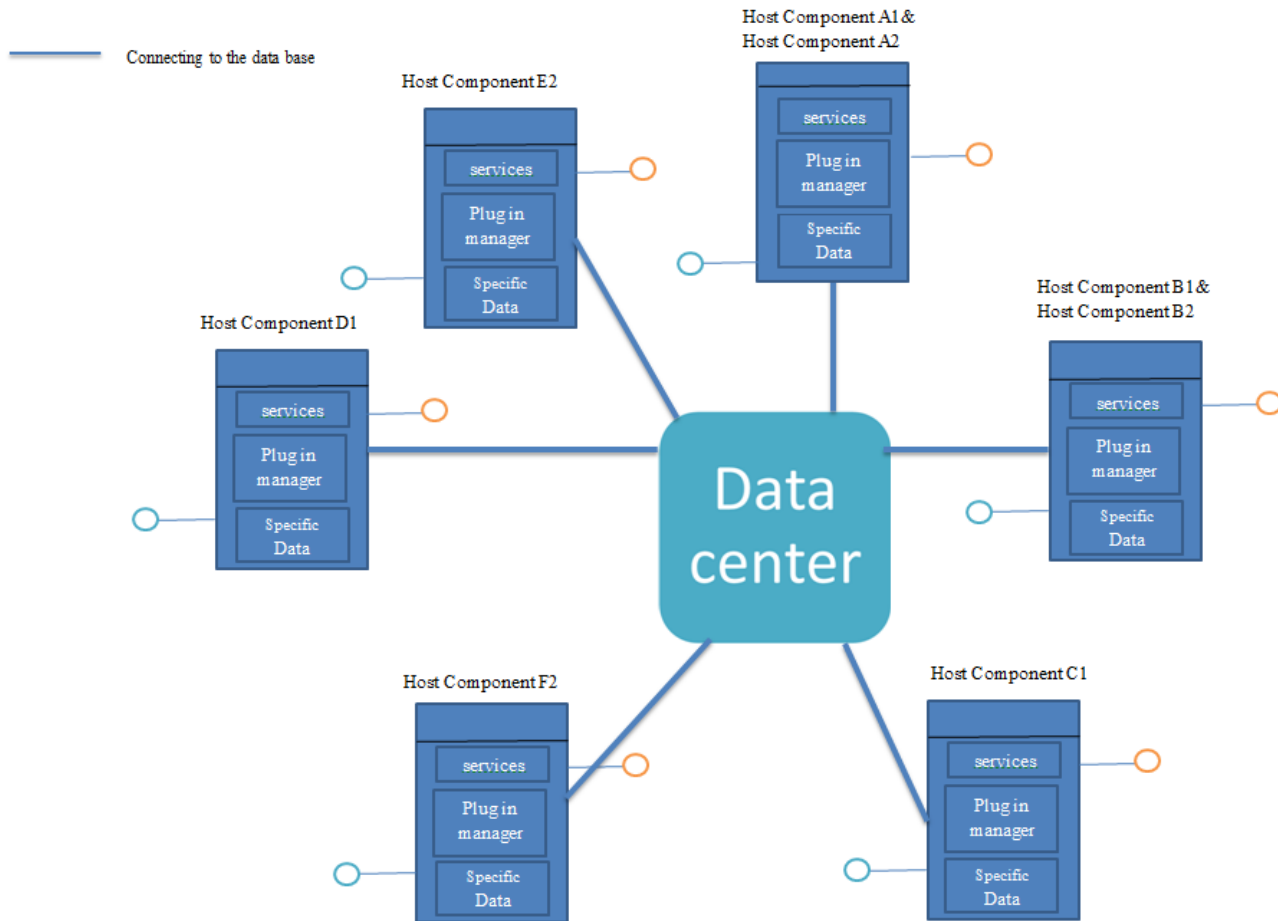 Connecting to the data base
Host Component A1 &
Host Component A2
services
Plug in
manager
Specific
Data
Host Component E2
services
Plug in
manager
Specific
Data
Host Component B1 &
Host Component B2
services
Plug in
manager
Specific
Data
Host Component D1
services
Plug in
manager
Specific
Data
Data
center
Host Component F2
services
Plug in
manager
Specific
Data
Host Component C1
services
Plug in
manager
Specific
Data